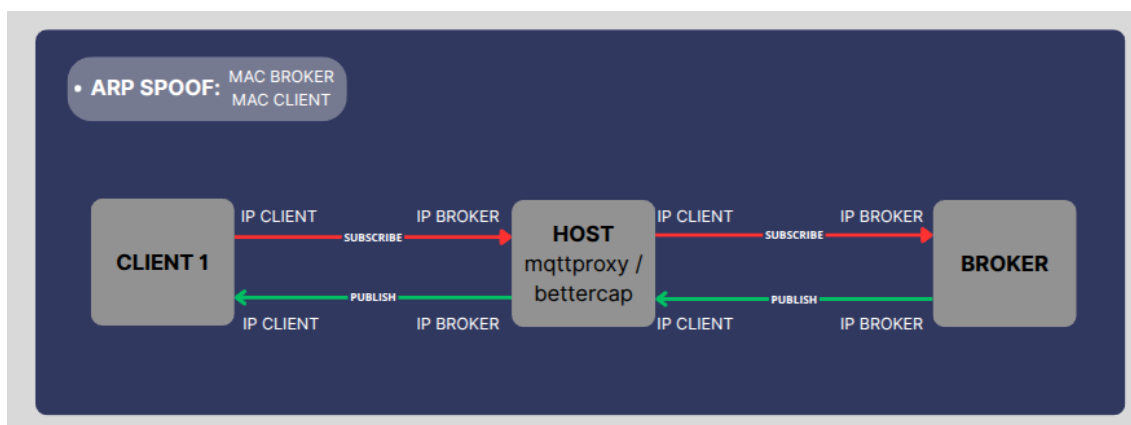 • ARP SPOOF: MAC BROKER
MAC CLIENT
IP CLIENT IP BROKER IP CLIENT IP BROKER
SUBSCRIBE SUBSCRIBE
CLIENT 1
HOST
mqttproxy /
bettercap
BROKER
PUBLISH PUBLISH
IP CLIENT IP BROKER IP CLIENT IP BROKER